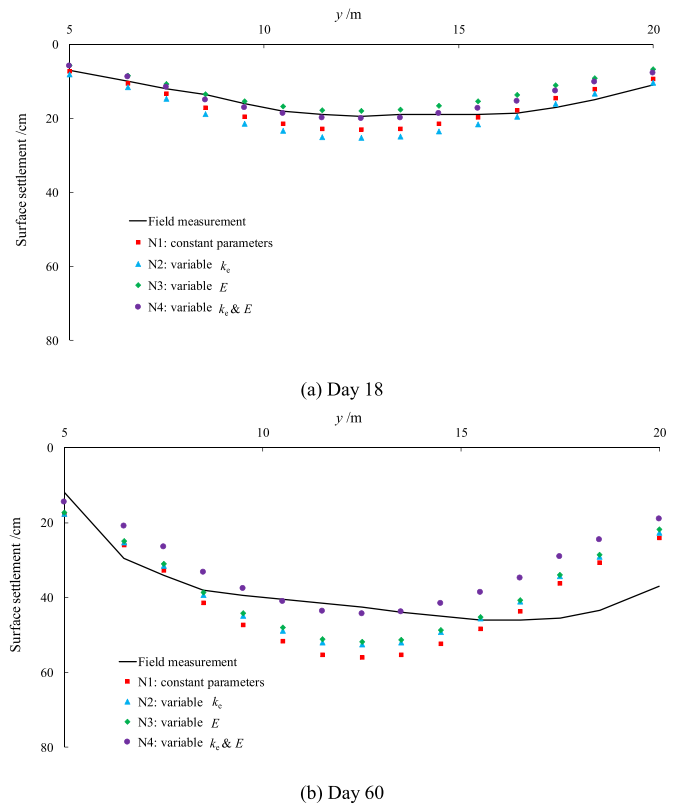 y /m
5 10 15 20
0
20
40
60
80
Surface settlement /cm
Field measurement
N1: constant parameters
N2: variable ke
N3: variable E
N4: variable ke & E
(a) Day 18
y /m
5 10 15 20
0
20
40
60
80
Surface settlement /cm
Field measurement
N1: constant parameters
N2: variable ke
N3: variable E
N4: variable ke & E
(b) Day 60